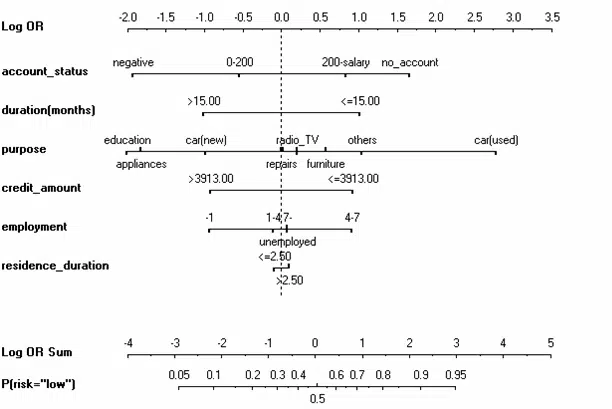 Log OR -2.0 -1.5 -1.0 -0.5 0.0 0.5 1.0 1.5 2.0 2.5 3.0 3.5
negative 0-200 200-salary no_account
account_status
>15.00 <=15.00
duration(months)
education car(new) radio_TV others car(used)
purpose
appliances repairs furniture
>3913.00 <=3913.00
credit_amount
-1 1-4 7- 4-7
employment
unemployed
<=2.50
residence_duration
>2.50
-4 -3 -2 -1 0 1 2 3 4 5
Log OR Sum
0.05 0.1 0.2 0.3 0.4 0.6 0.7 0.8 0.9 0.95
P(risk="low")
0.5